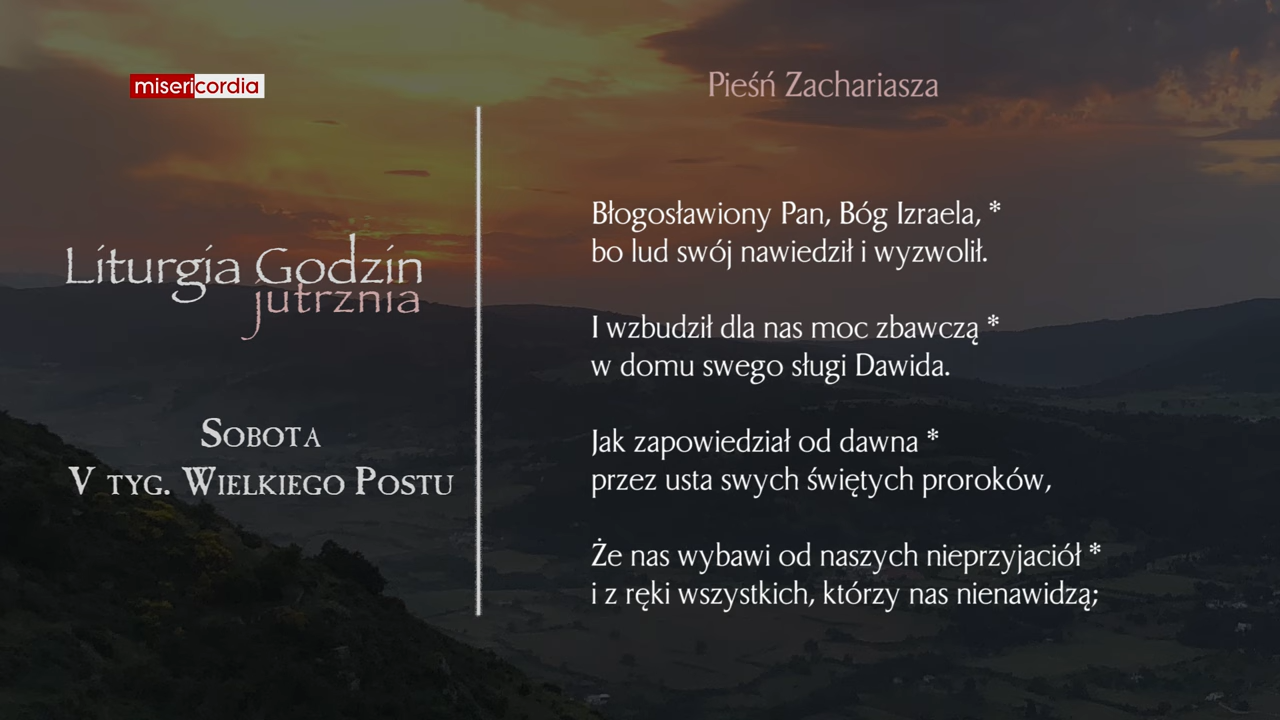 misericordia
Liturgia Godzin
jutrznia
Sobota
V tyg. Wielkiego Postu
Pieśń Zachariasza
Błogosławiony Pan, Bóg Izraela, *
bo lud swój nawiedził i wyzwolił.
I wzbudził dla nas moc zbawczą *
w domu swego sługi Dawida.
Jak zapowiedział od dawna *
przez usta swych świętych proroków,
Że nas wybawi od naszych nieprzyjaciół *
i z ręki wszystkich, którzy nas nienawidzą;